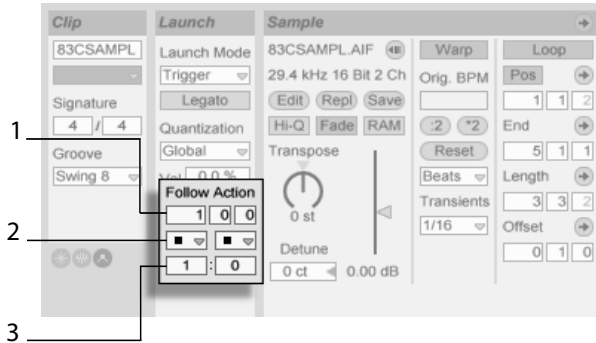 Clip
83CSAMPL
Signature
4 / 4
Groove
Swing 8
Launch
Launch Mode
Trigger
Legato
Quantization
Global
Vel 0.0 %
Follow Action
1 0 0
1 : 0
Sample
83CSAMPL.AIF
29.4 kHz 16 Bit 2 Ch
Edit Repl Save
Hi-Q Fade RAM
Transpose
0 st
Detune
0 ct 0.00 dB
Warp
Orig. BPM
:2 *2
Reset
Beats
Transients
1/16
Loop
Pos
1 1 2
End
5 1 1
Length
3 3 2
Offset
0 1 0
1
2
3